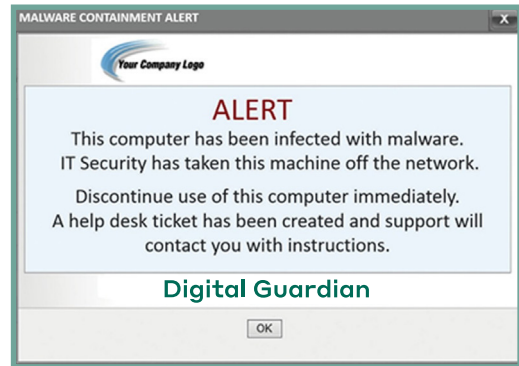 MALWARE CONTAINMENT ALERT
X
Your Company Logo
ALERT
This computer has been infected with malware.
IT Security has taken this machine off the network.
Discontinue use of this computer immediately.
A help desk ticket has been created and support will
contact you with instructions.
Digital Guardian
OK